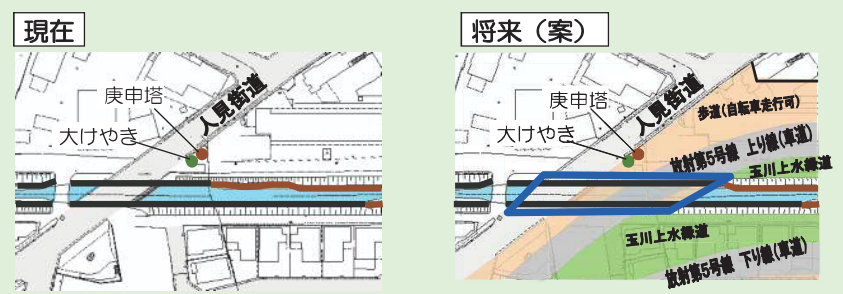 現在
庚申塔
人見街道
大けやき
将来（案）
庚申塔
人見街道
大けやき
歩道(自転車走行可)
放射第5号線 上り線(車道)
玉川上水緑道
玉川上水緑道
放射第5号線 下り線(車道)